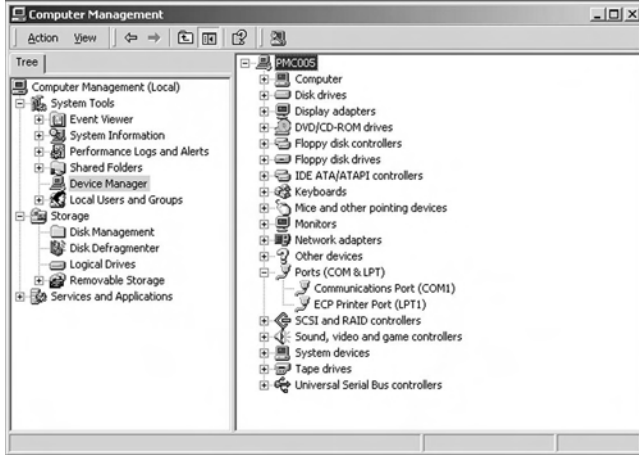 Computer Management
Action View
Tree
Computer Management (Local)
System Tools
Event Viewer
System Information
Performance Logs and Alerts
Shared Folders
Device Manager
Local Users and Groups
Storage
Disk Management
Disk Defragmenter
Logical Drives
Removable Storage
Services and Applications
PMC005
Computer
Disk drives
Display adapters
DVD/CD-ROM drives
Floppy disk controllers
Floppy disk drives
IDE ATA/ATAPI controllers
Keyboards
Mice and other pointing devices
Monitors
Network adapters
Other devices
Ports (COM & LPT)
Communications Port (COM1)
ECP Printer Port (LPT1)
SCSI and RAID controllers
Sound, video and game controllers
System devices
Tape drives
Universal Serial Bus controllers